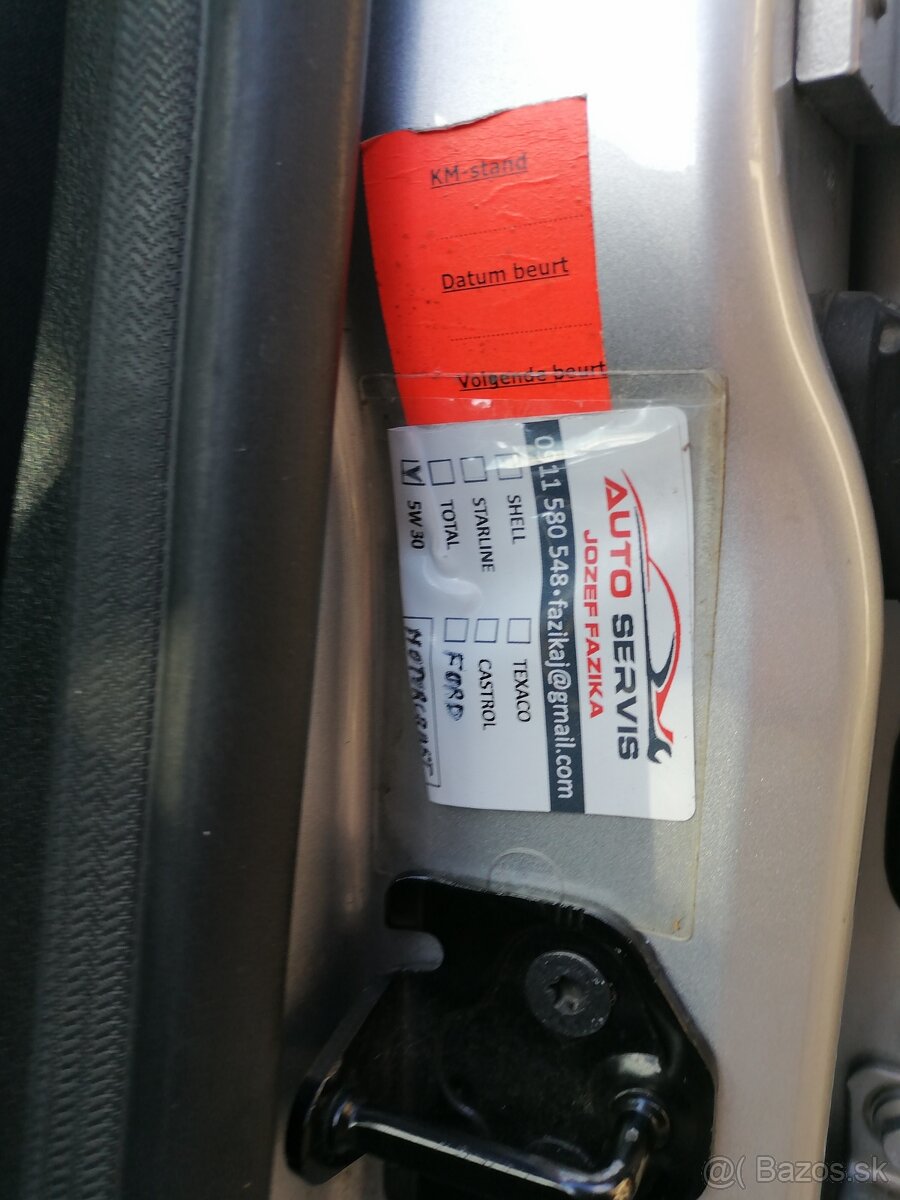 KM-stand
Datum beurt
Volgende beurt
AUTO SERVIS
JOZEF FAZIKA
0911 580 548•fazikaj@gmail.com
SHELL
TEXACO
STARLINE
CASTROL
TOTAL
FORD
5W 30
MOTORCRAFT
Bazos.sk